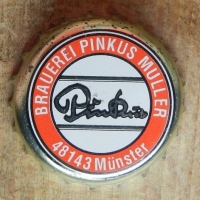 BRAUEREI PINKUS MÜLLER
Pinkus
48143 Münster